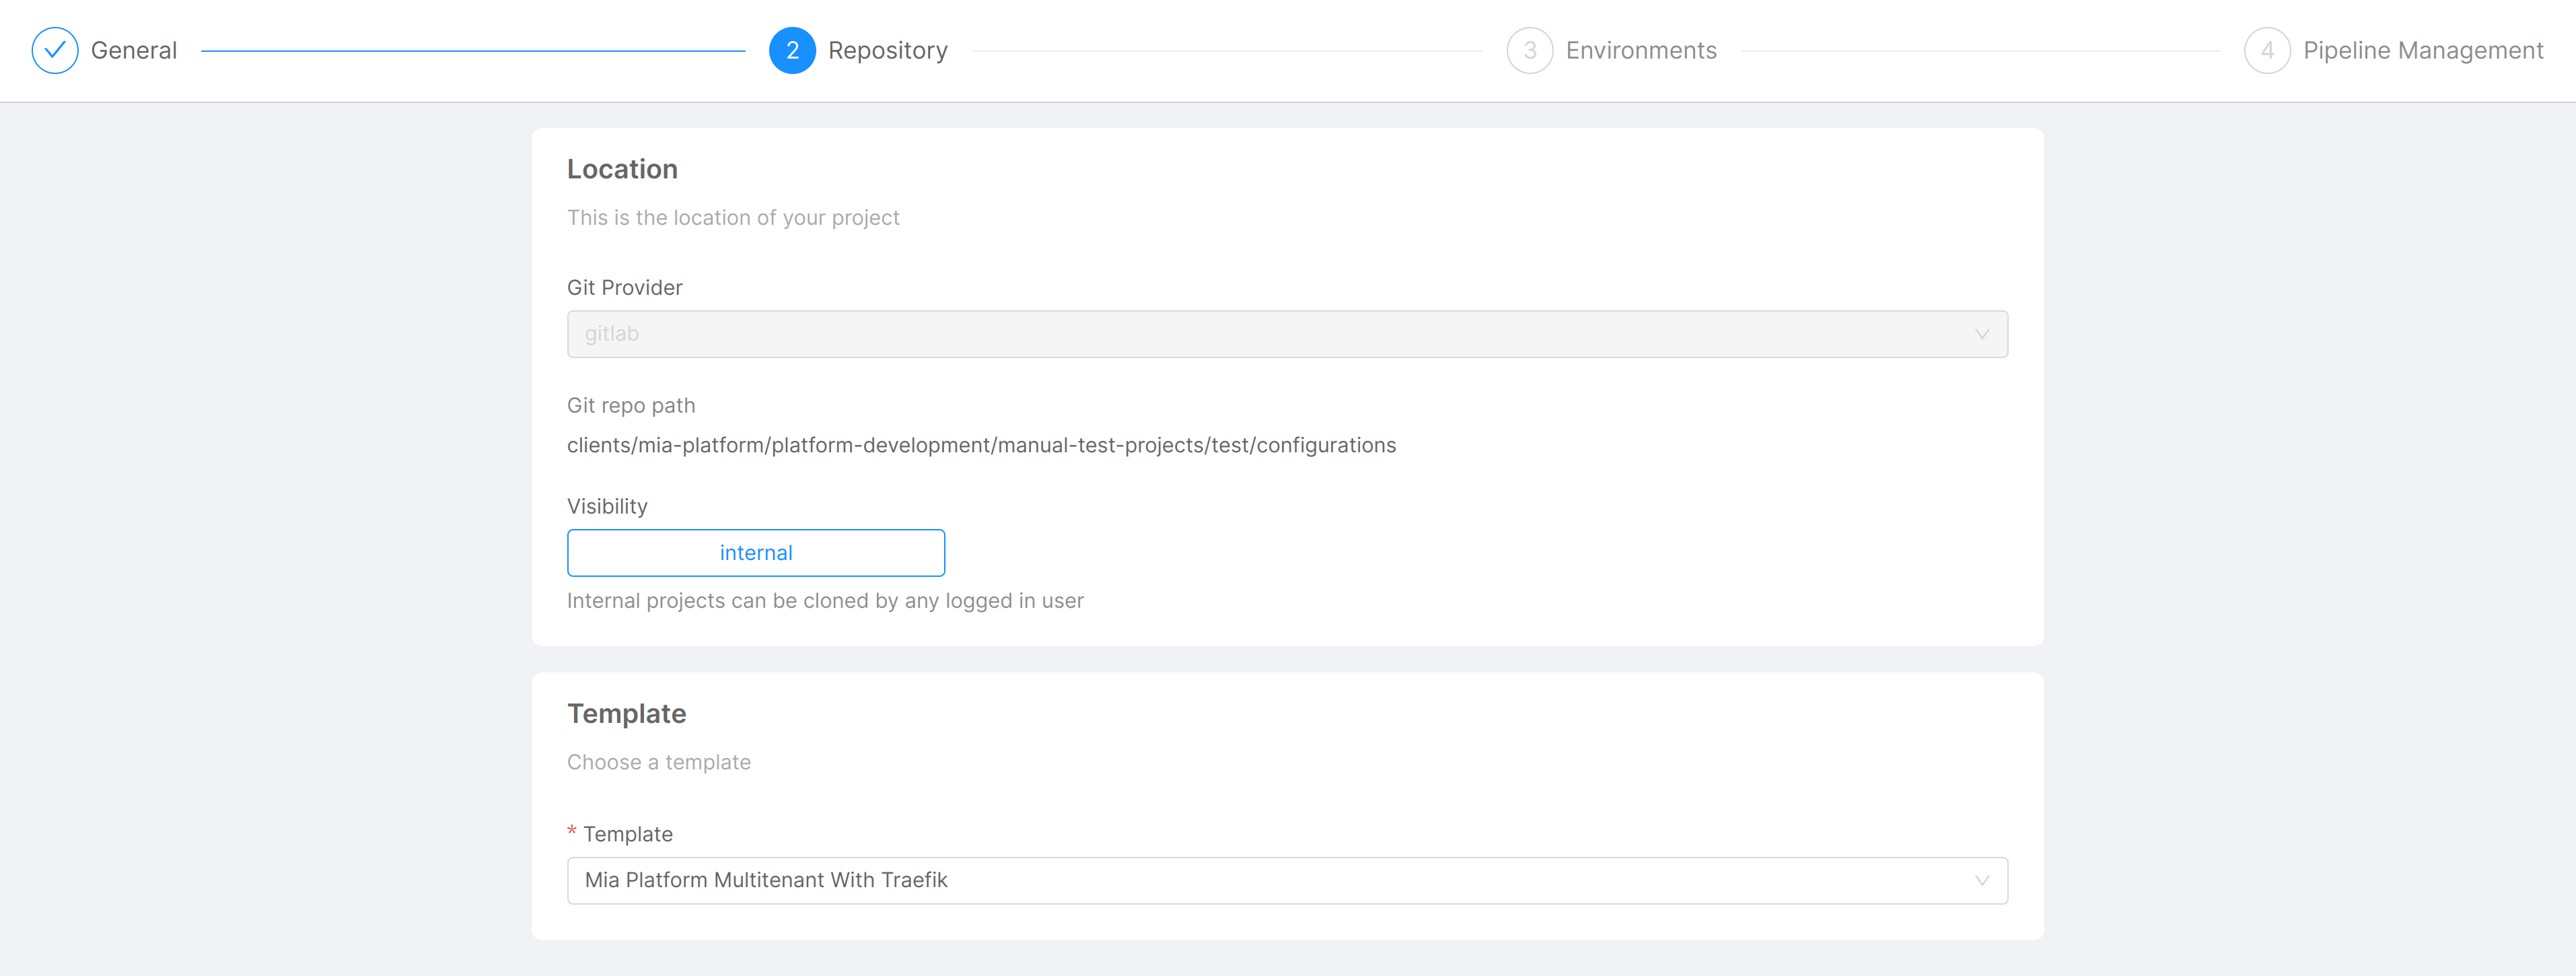 General
2 Repository
3 Environments
4 Pipeline Management
Location
This is the location of your project
Git Provider
gitlab
Git repo path
clients/mia-platform/platform-development/manual-test-projects/test/configurations
Visibility
internal
Internal projects can be cloned by any logged in user
Template
Choose a template
* Template
Mia Platform Multitenant With Traefik